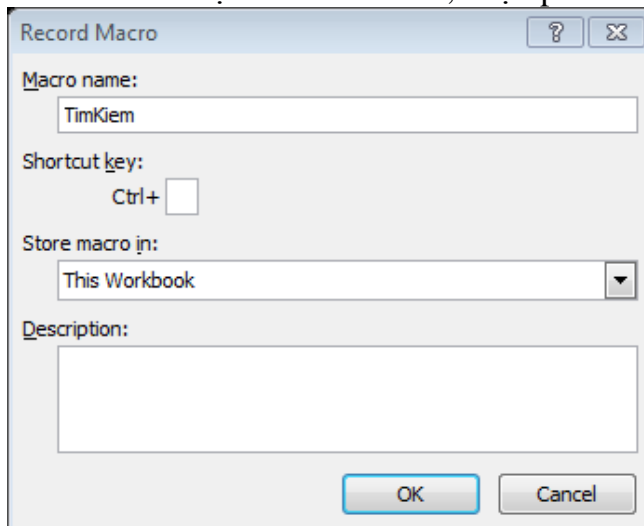 Record Macro
Macro name:
TimKiem
Shortcut key:
Ctrl+
Store macro in:
This Workbook
Description:
OK Cancel